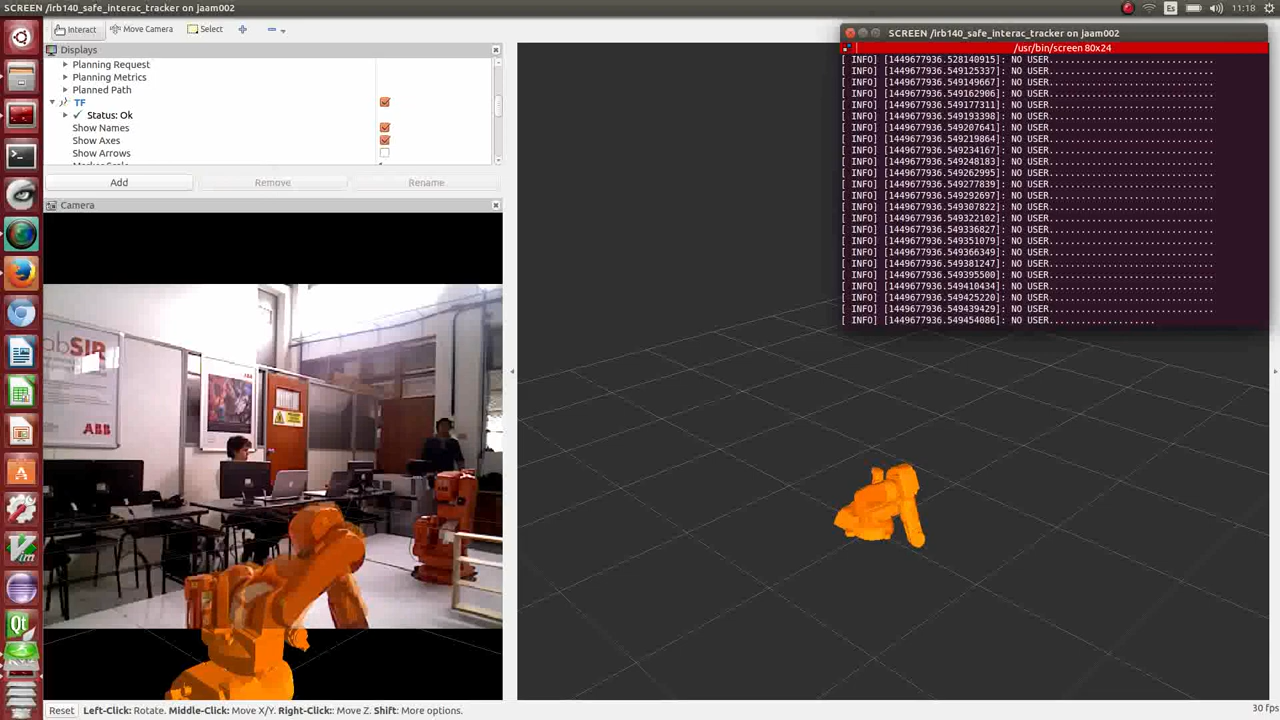 SCREEN /irb140_safe_interac_tracker on jaam002
Es
11:18
Interact
Move Camera
Select
Displays
Planning Request
Planning Metrics
Planned Path
TF
Status: Ok
Show Names
Show Axes
Show Arrows
Marker Scale
Add
Remove
Rename
Camera
abSIR
ABB
ABB
SCREEN /irb140_safe_interac_tracker on jaam002
/usr/bin/screen 80x24
[ INFO] [1449677936.528140915]: NO USER..............................
[ INFO] [1449677936.549125337]: NO USER..............................
[ INFO] [1449677936.549149667]: NO USER..............................
[ INFO] [1449677936.549162906]: NO USER..............................
[ INFO] [1449677936.549177311]: NO USER..............................
[ INFO] [1449677936.549193398]: NO USER..............................
[ INFO] [1449677936.549207641]: NO USER..............................
[ INFO] [1449677936.549219864]: NO USER..............................
[ INFO] [1449677936.549234167]: NO USER..............................
[ INFO] [1449677936.549248183]: NO USER..............................
[ INFO] [1449677936.549262995]: NO USER..............................
[ INFO] [1449677936.549277839]: NO USER..............................
[ INFO] [1449677936.549292697]: NO USER..............................
[ INFO] [1449677936.549307822]: NO USER..............................
[ INFO] [1449677936.549322102]: NO USER..............................
[ INFO] [1449677936.549336827]: NO USER..............................
[ INFO] [1449677936.549351079]: NO USER..............................
[ INFO] [1449677936.549366349]: NO USER..............................
[ INFO] [1449677936.549381247]: NO USER..............................
[ INFO] [1449677936.549395500]: NO USER..............................
[ INFO] [1449677936.549410434]: NO USER..............................
[ INFO] [1449677936.549425220]: NO USER..............................
[ INFO] [1449677936.549439429]: NO USER..............................
[ INFO] [1449677936.549454086]: NO USER...................
Reset
Left-Click: Rotate. Middle-Click: Move X/Y. Right-Click:: Move Z. Shift: More options.
30 fps